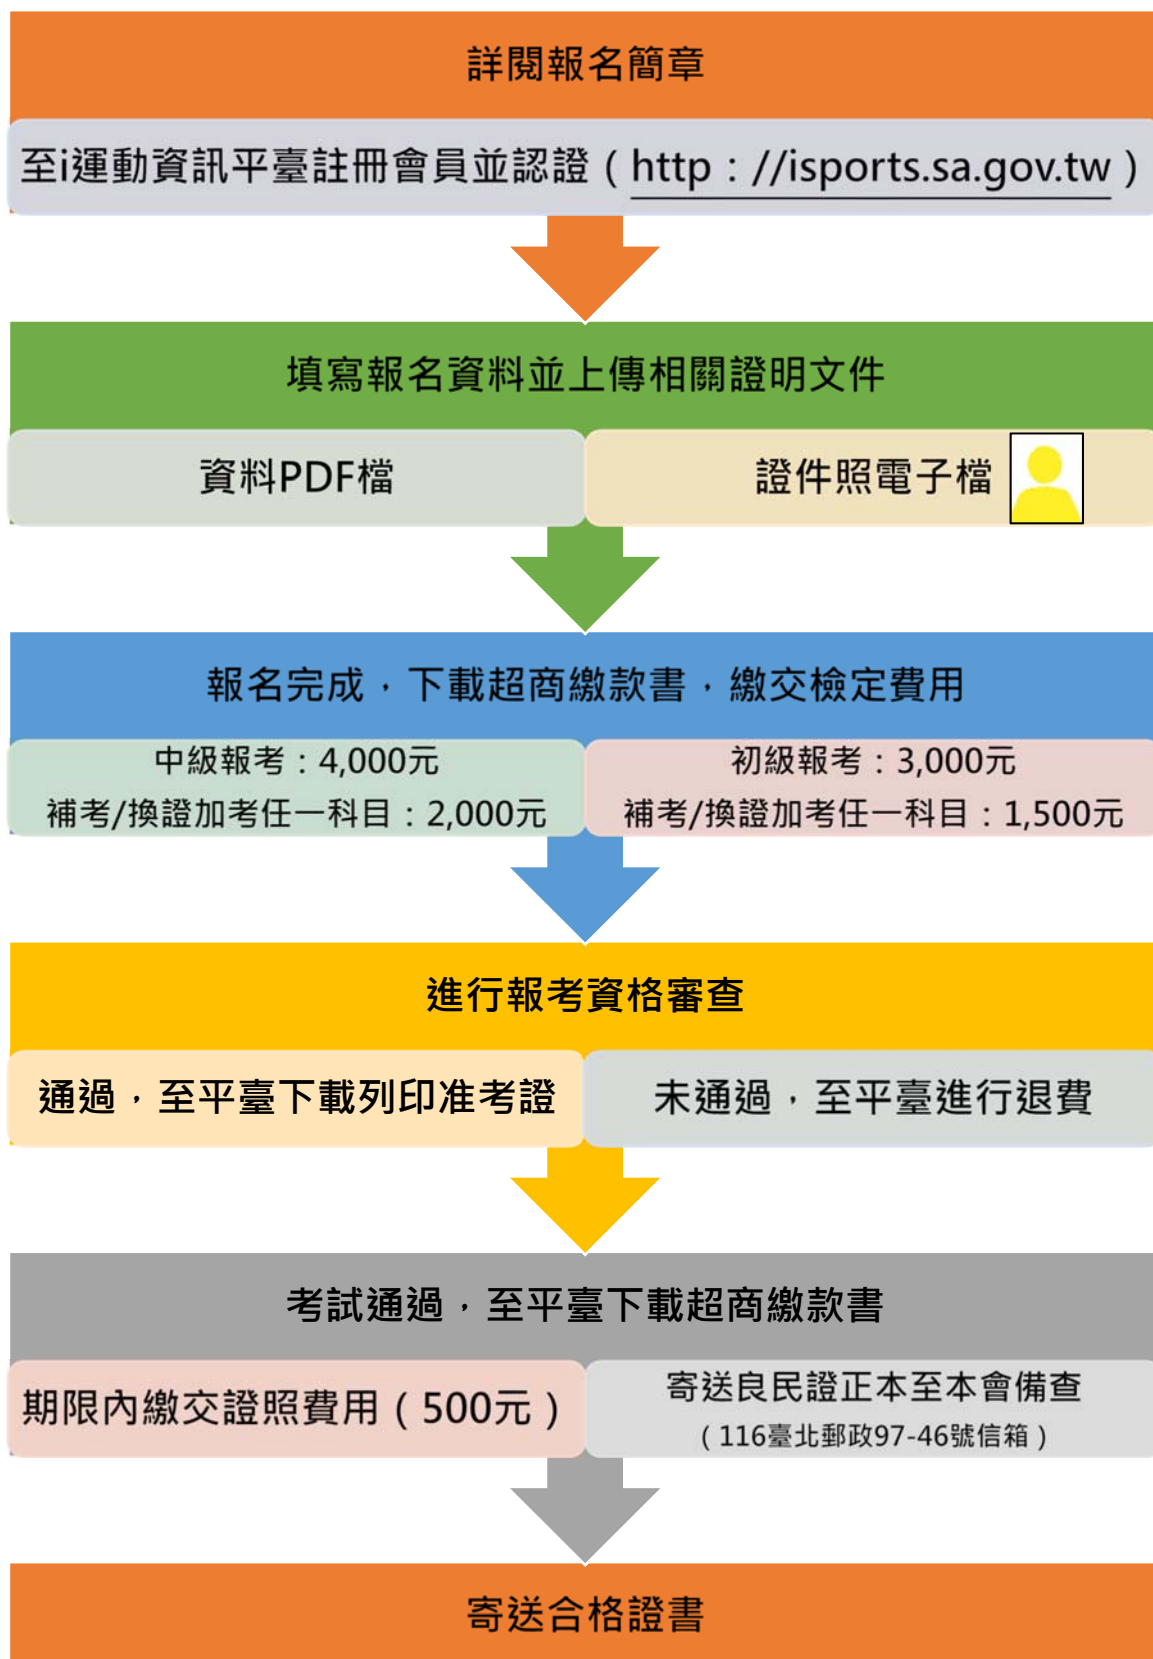 詳閱報名簡章
至i運動資訊平臺註冊會員並認證（http：//isports.sa.gov.tw）
填寫報名資料並上傳相關證明文件
資料PDF檔
證件照電子檔
報名完成，下載超商繳款書，繳交檢定費用
中級報考：4,000元
補考/換證加考任一科目：2,000元
初級報考：3,000元
補考/換證加考任一科目：1,500元
進行報考資格審查
通過，至平臺下載列印准考證
未通過，至平臺進行退費
考試通過，至平臺下載超商繳款書
期限內繳交證照費用（500元）
寄送良民證正本至本會備查
（116臺北郵政97-46號信箱）
寄送合格證書